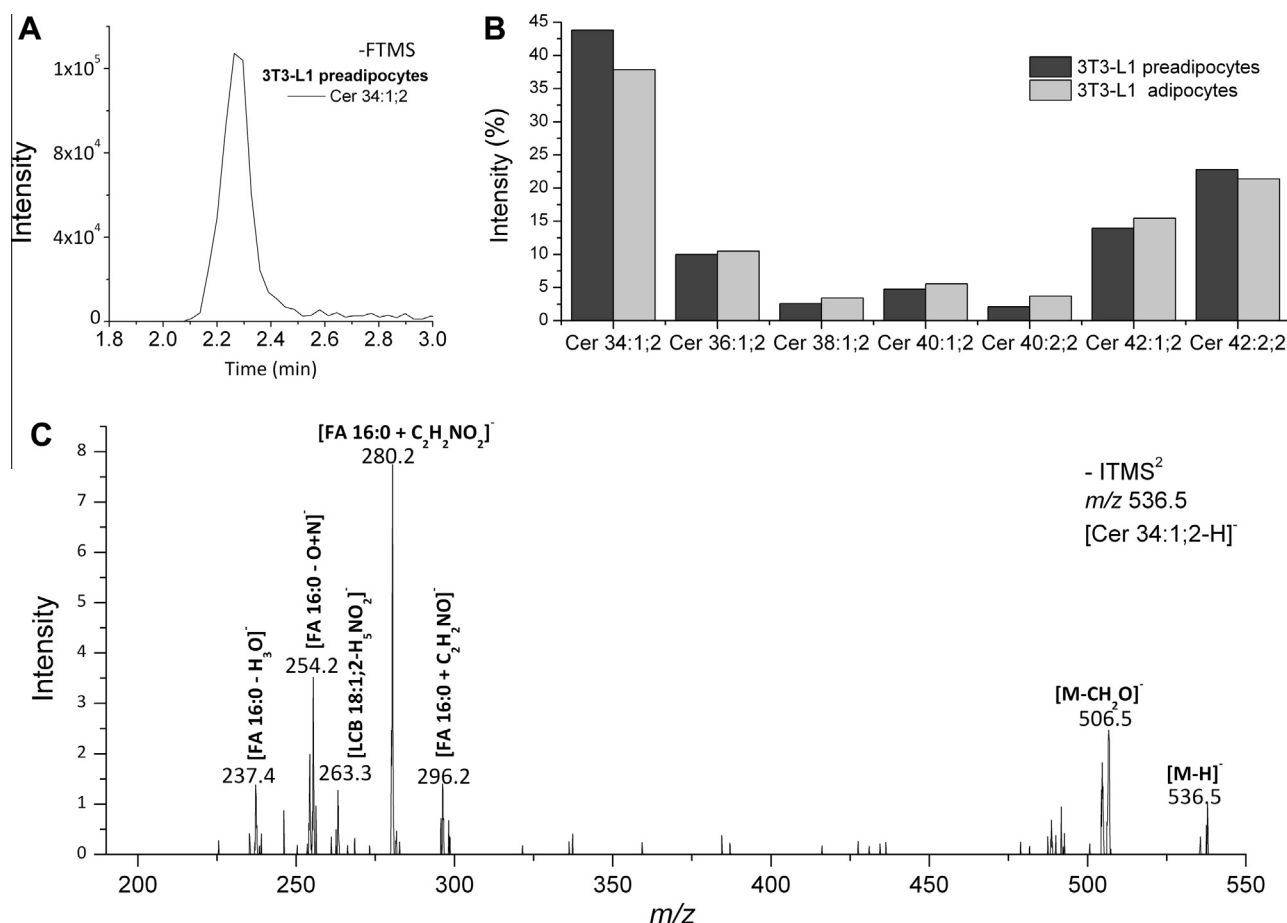 A
-FTMS
3T3-L1 preadipocytes
Cer 34:1;2
1x10⁵
8x10⁴
4x10⁴
0
Intensity
1.8 2.0 2.2 2.4 2.6 2.8 3.0
Time (min)
B
45
40
35
30
25
20
15
10
5
0
Intensity (%)
3T3-L1 preadipocytes
3T3-L1 adipocytes
Cer 34:1;2 Cer 36:1;2 Cer 38:1;2 Cer 40:1;2 Cer 40:2;2 Cer 42:1;2 Cer 42:2;2
C
8
7
6
5
4
3
2
1
0
Intensity
[FA 16:0 - H₃O]⁻
237.4
[FA 16:0 - O+N]⁻
254.2
[LCB 18:1;2-H₅NO₂]⁻
263.3
[FA 16:0 + C₂H₂NO₂]⁻
280.2
[FA 16:0 + C₂H₂NO]⁻
296.2
[M-CH₂O]⁻
506.5
[M-H]⁻
536.5
- ITMS²
m/z 536.5
[Cer 34:1;2-H]⁻
200 250 300 350 400 450 500 550
m/z